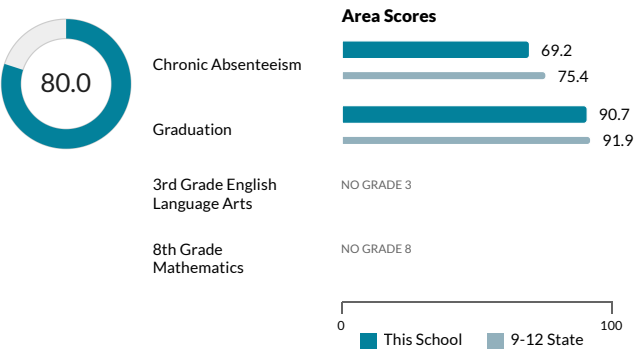 Area Scores
80.0
Chronic Absenteeism
69.2
75.4
Graduation
90.7
91.9
3rd Grade English
Language Arts
NO GRADE 3
8th Grade
Mathematics
NO GRADE 8
0
100
This School
9-12 State